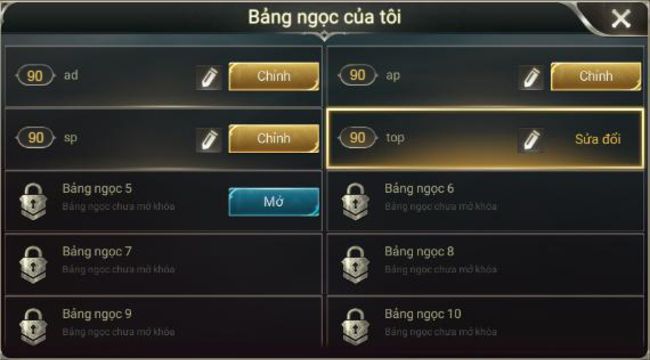 Bảng ngọc của tôi
90 ad Chỉnh
90 ap Chỉnh
90 sp Chỉnh
90 top Sửa đổi
Bảng ngọc 5 Mở
Bảng ngọc chưa mở khóa
Bảng ngọc 6
Bảng ngọc chưa mở khóa
Bảng ngọc 7
Bảng ngọc chưa mở khóa
Bảng ngọc 8
Bảng ngọc chưa mở khóa
Bảng ngọc 9
Bảng ngọc chưa mở khóa
Bảng ngọc 10
Bảng ngọc chưa mở khóa